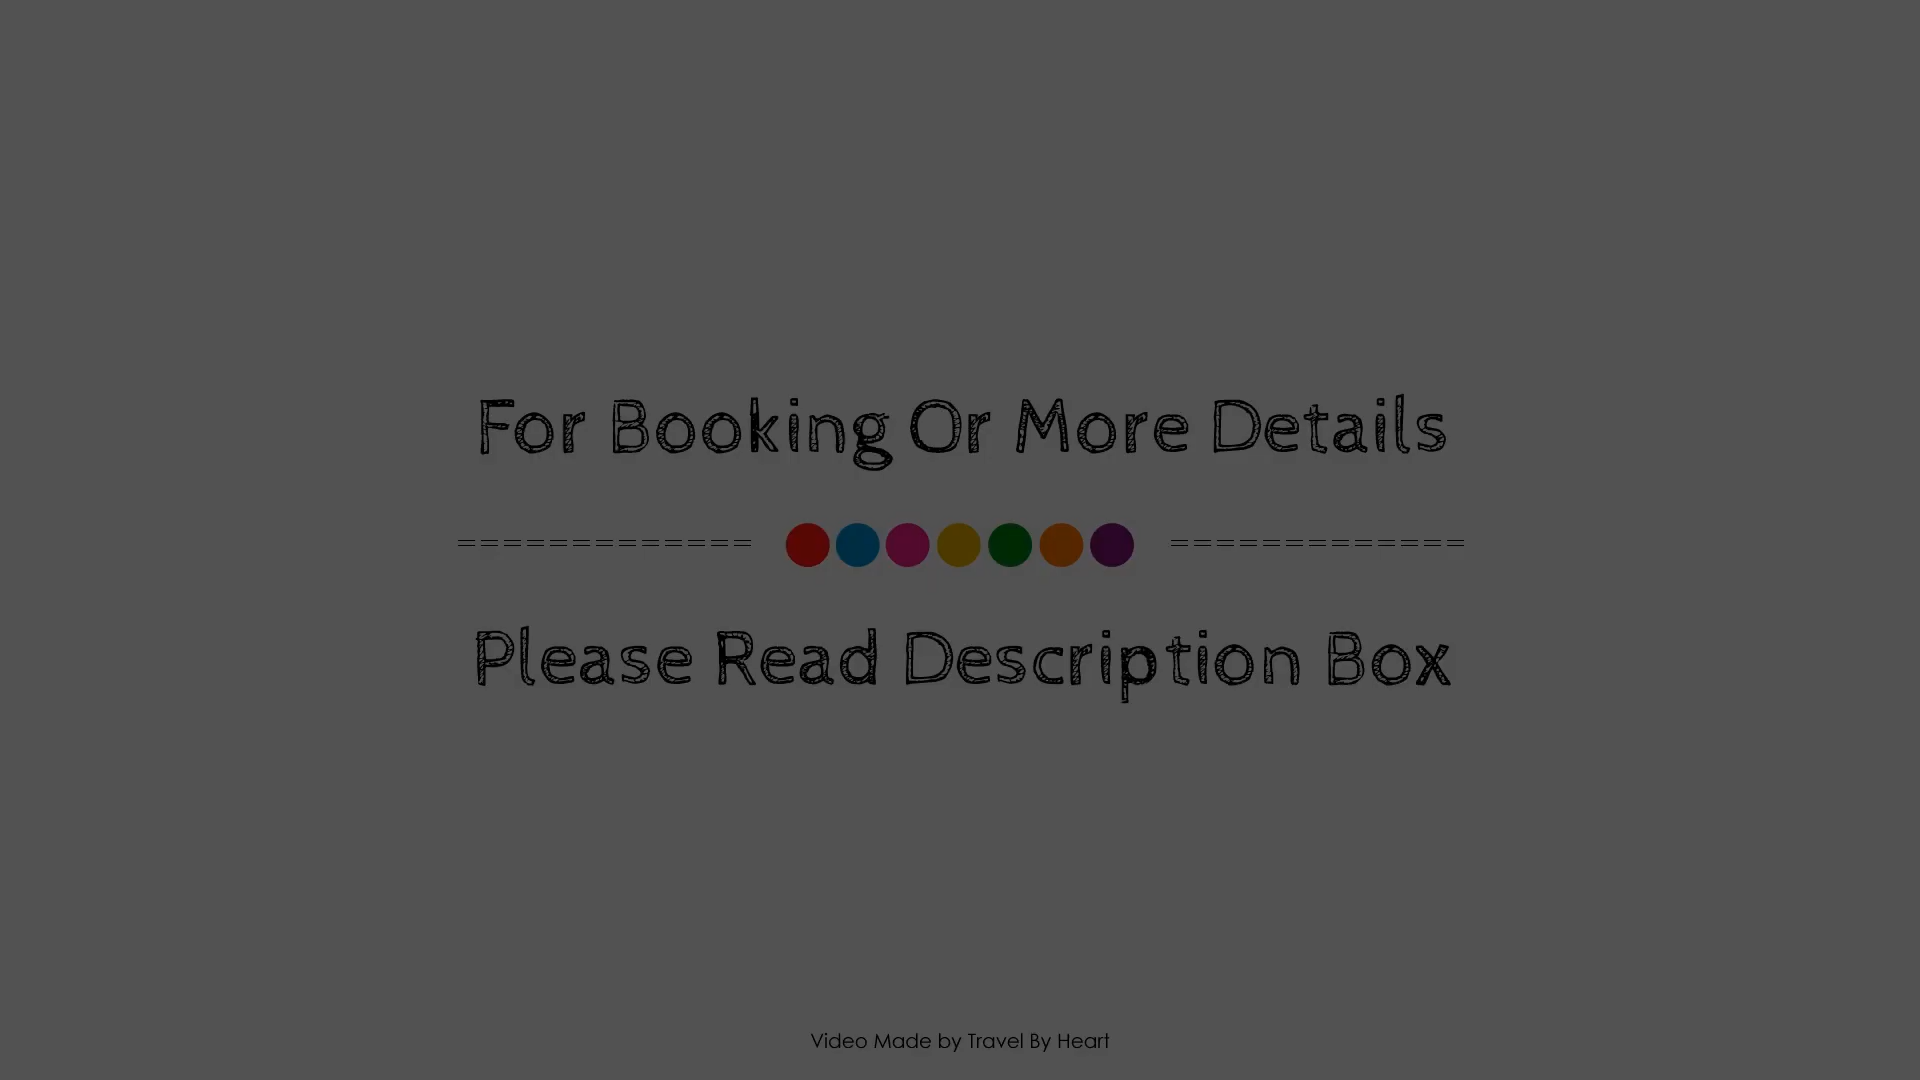 For Booking Or More Details
============= =============
Please Read Description Box
Video Made by Travel By Heart